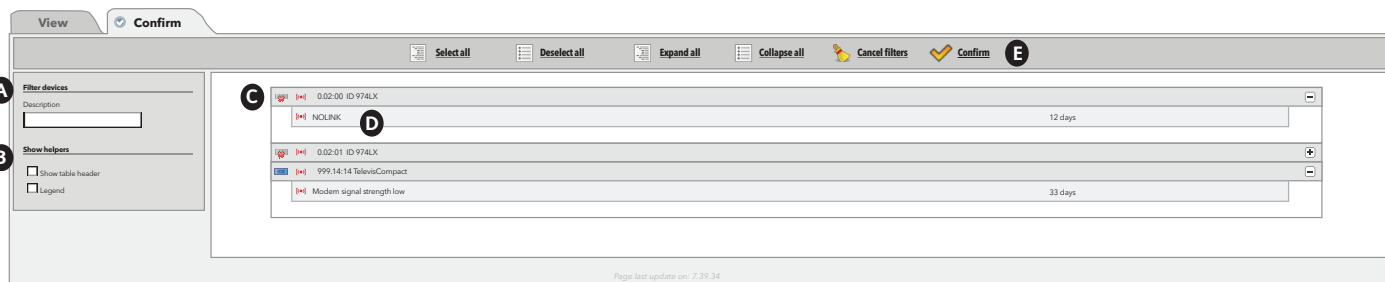 View Confirm
Select all Deselect all Expand all Collapse all Cancel filters Confirm E
A Filter devices
Description
B Show helpers
Show table header
Legend
C 0.02:00 ID 974LX
NOLINK D 12 days
0.02:01 ID 974LX
999.14:14 TelevisCompact
Modem signal strength low 33 days
Page last update on: 7.39.34